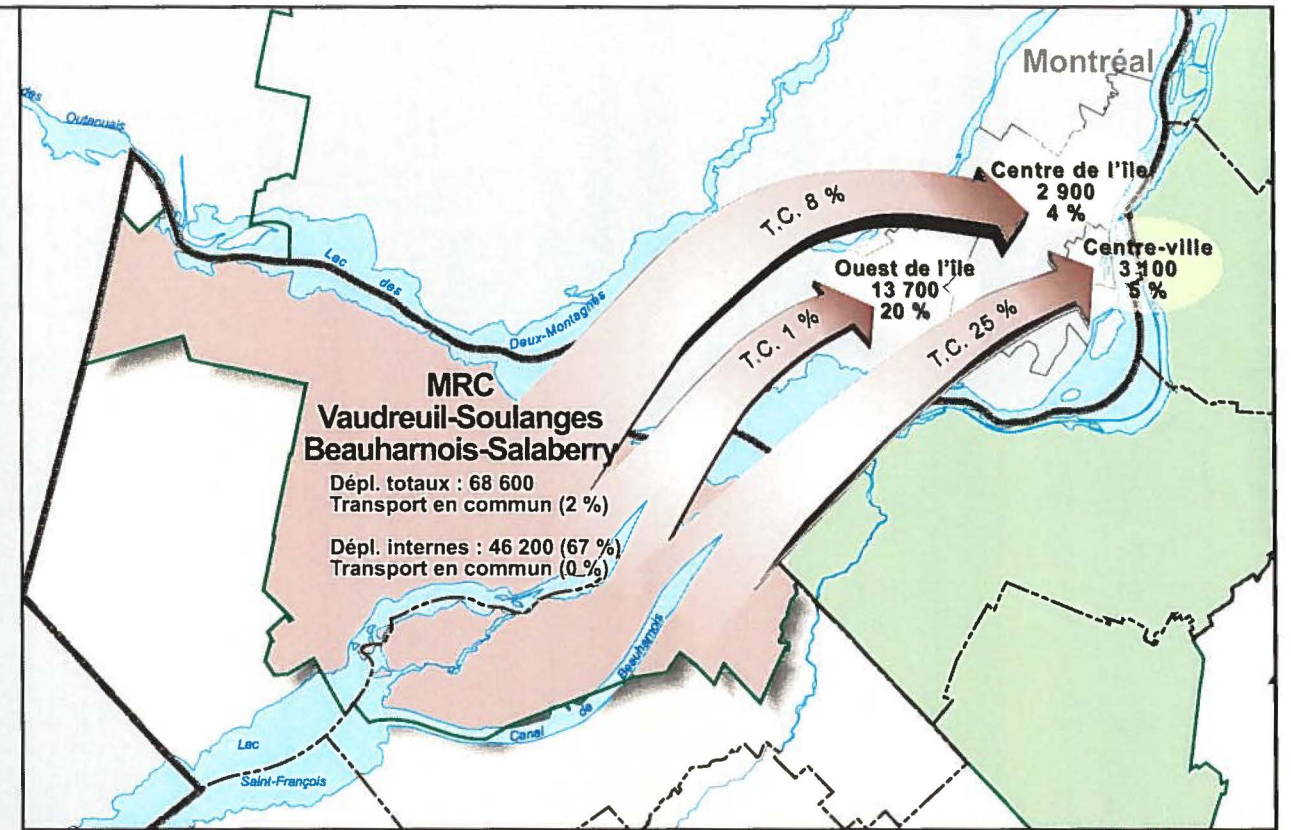 Montréal
des
Outaouais
Centre de l'île
2 900
4 %
T.C. 8 %
Centre-ville
3 100
5 %
Ouest de l'île
13 700
20 %
Lac
des
Deux-Montagnes
T.C. 1 %
T.C. 25 %
MRC
Vaudreuil-Soulanges
Beauharnois-Salaberry
Dépl. totaux : 68 600
Transport en commun (2 %)
Dépl. internes : 46 200 (67 %)
Transport en commun (0 %)
Canal
de
Beauharnois
Lac
Saint-François